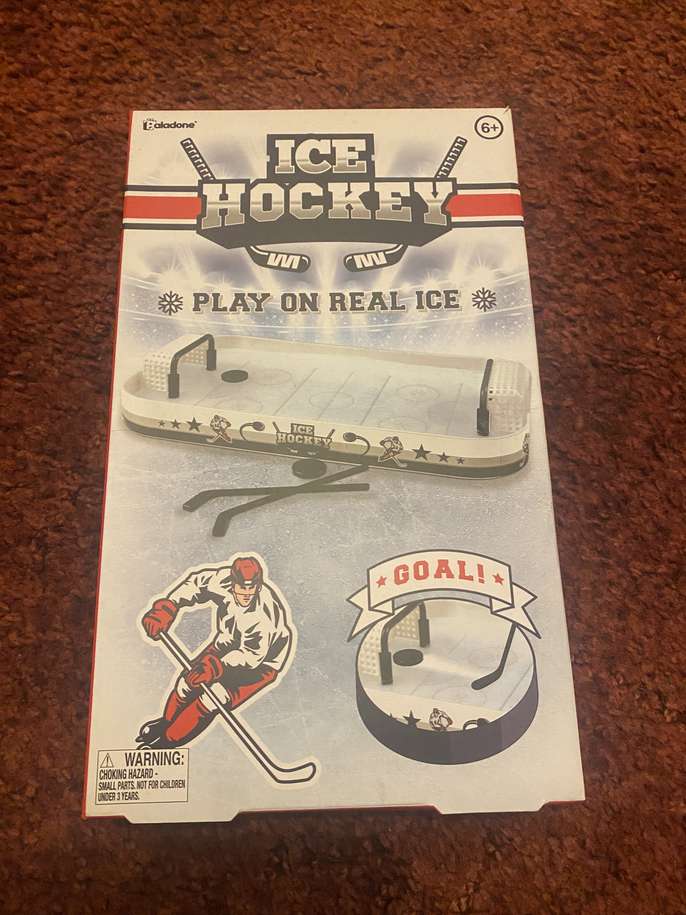 Paladone
6+
ICE
HOCKEY
PLAY ON REAL ICE
ICE
HOCKEY
GOAL!
WARNING:
CHOKING HAZARD -
SMALL PARTS. NOT FOR CHILDREN
UNDER 3 YEARS.